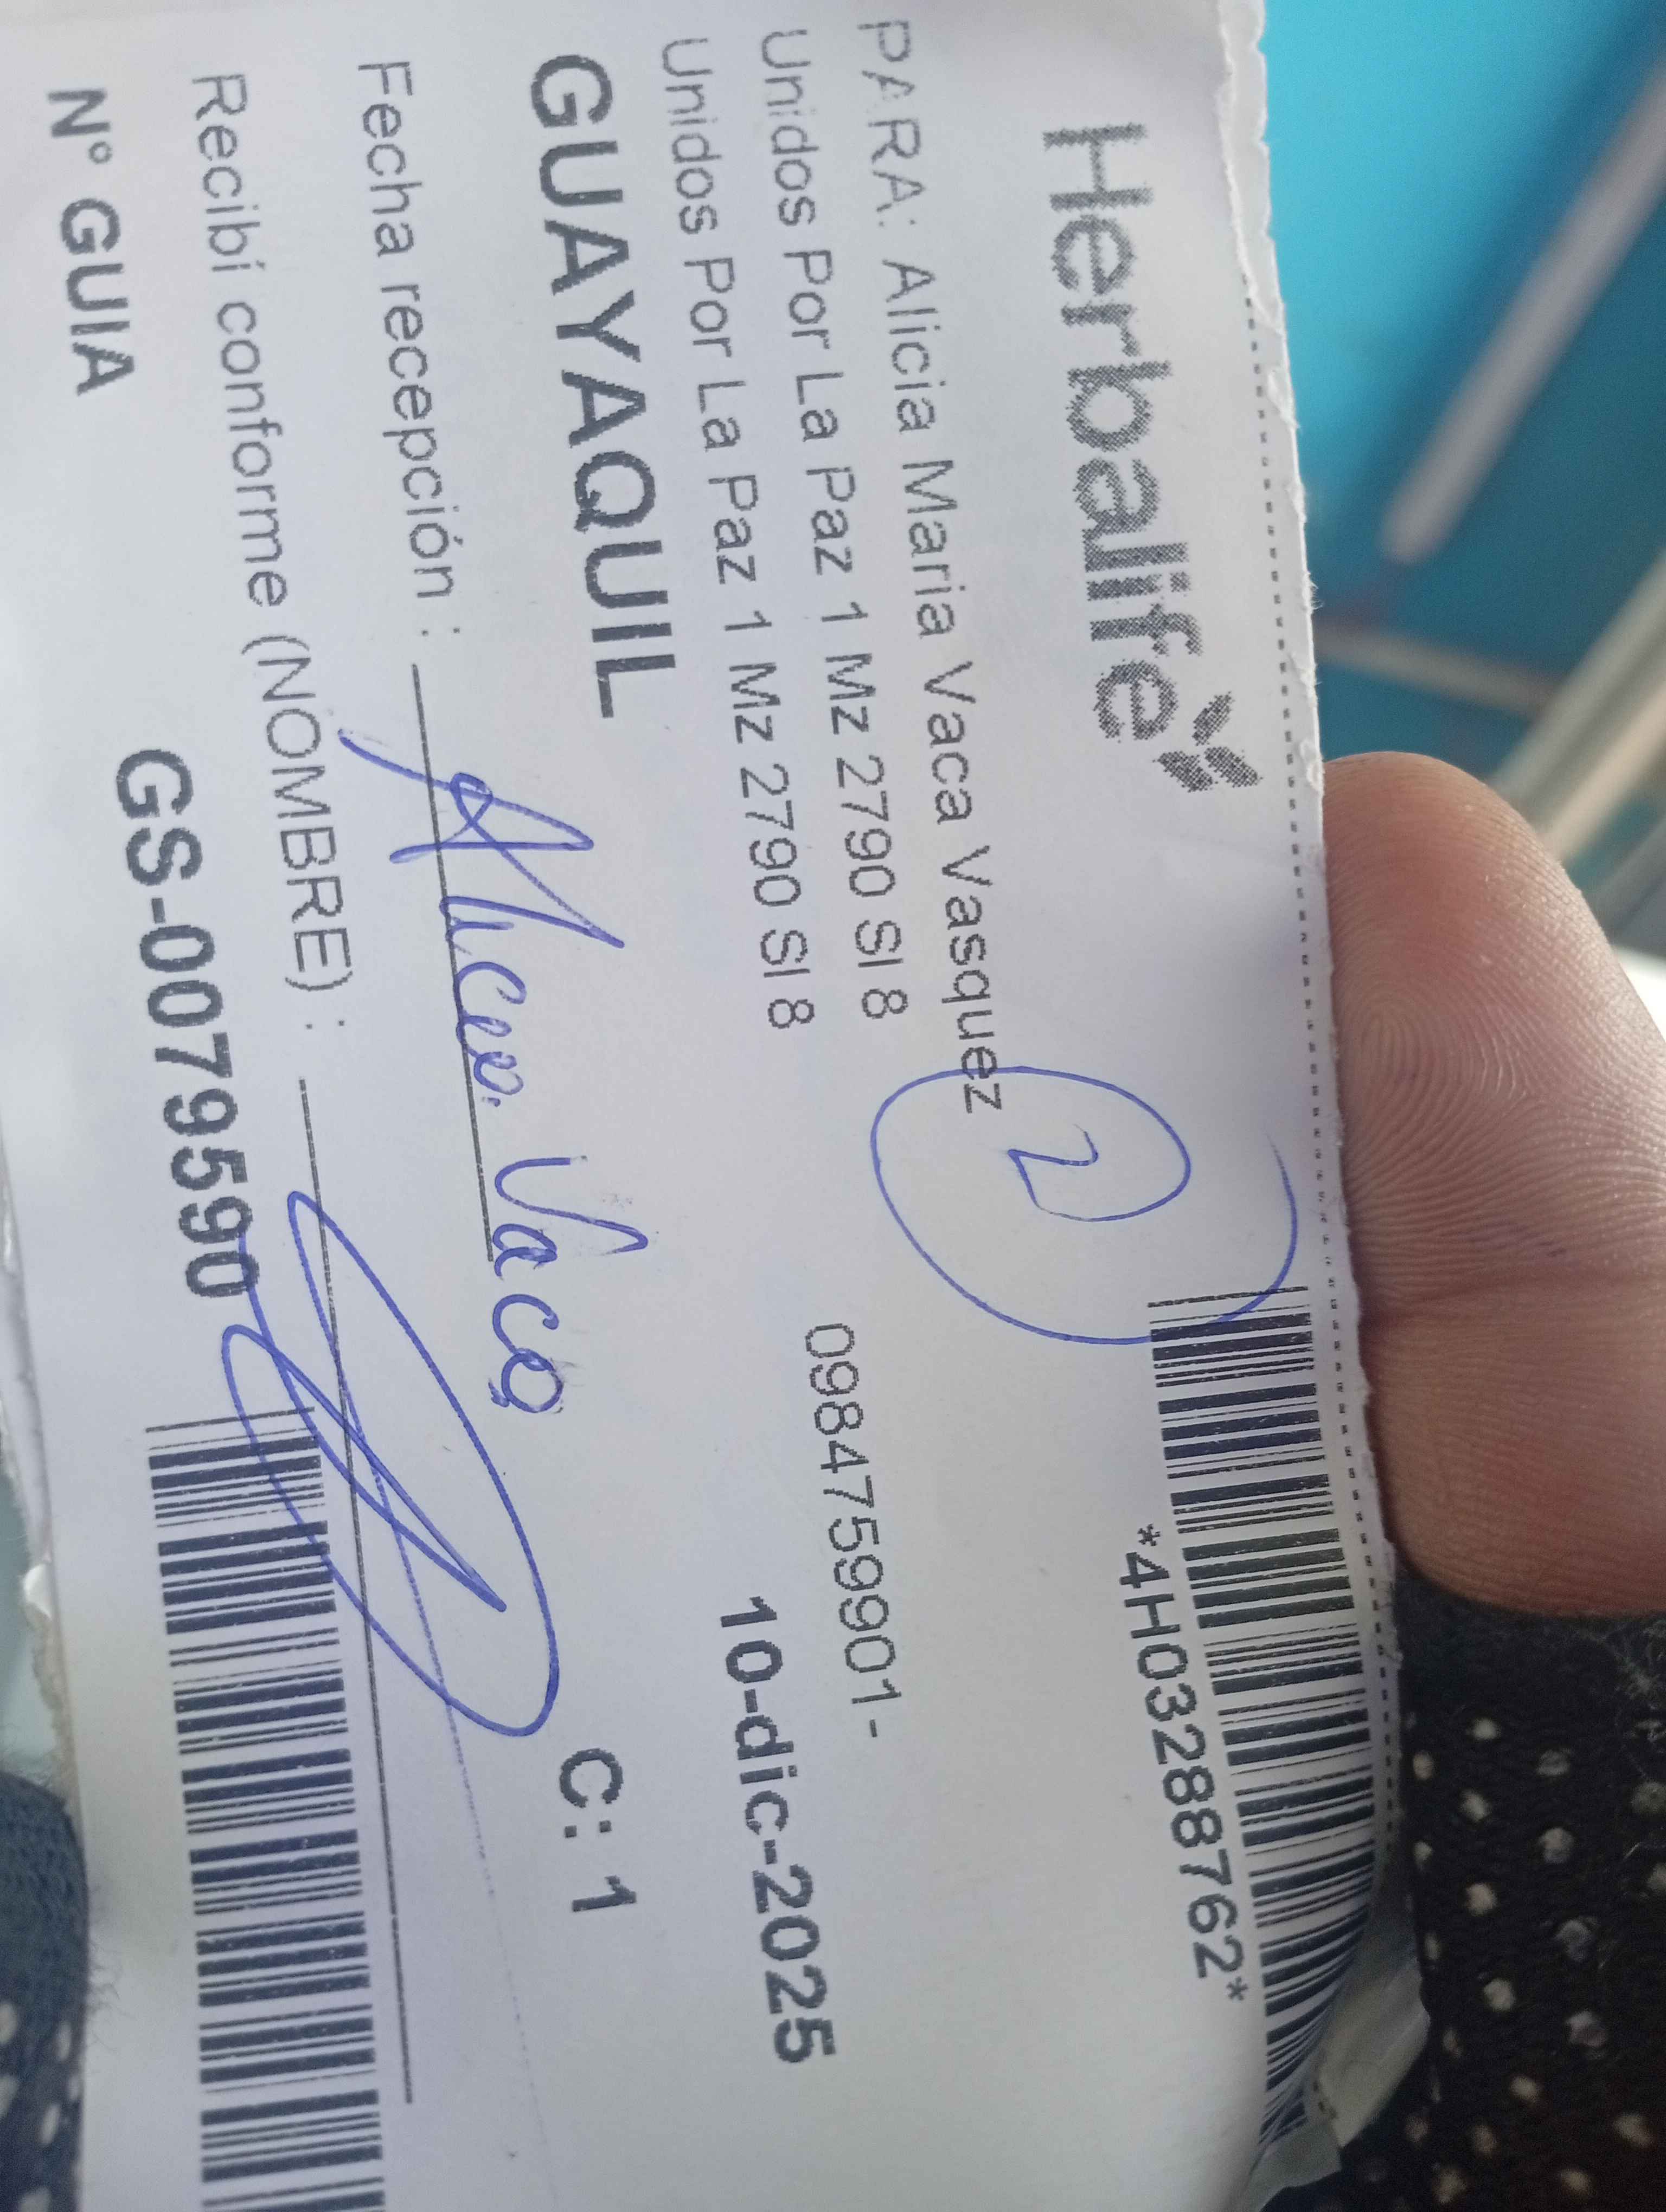 Herbalife
*4H03288762*
PARA: Alicia Maria Vaca Vasquez
2
Unidos Por La Paz 1 Mz 2790 Sl 8
0984759901-
Unidos Por La Paz 1 Mz 2790 Sl 8
10-dic-2025
GUAYAQUIL
C: 1
Fecha recepción :
Alicia Vaca
Recibí conforme (NOMBRE) :
N° GUIA
GS-00795590